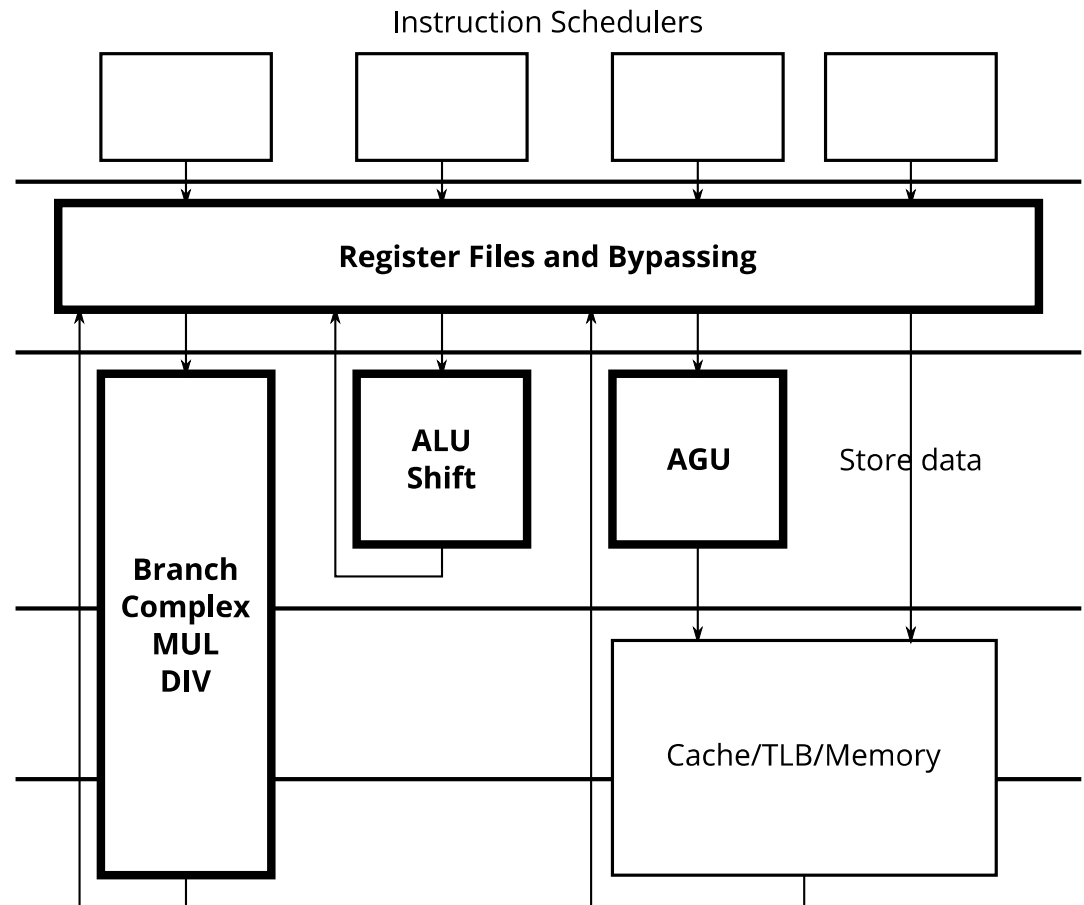 Instruction Schedulers
Register Files and Bypassing
ALU
Shift
AGU
Store data
Branch
Complex
MUL
DIV
Cache/TLB/Memory